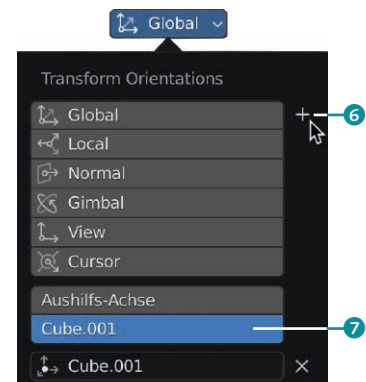 Global
Transform Orientations
Global
6
Local
Normal
Gimbal
View
Cursor
Aushilfs-Achse
Cube.001
7
Cube.001